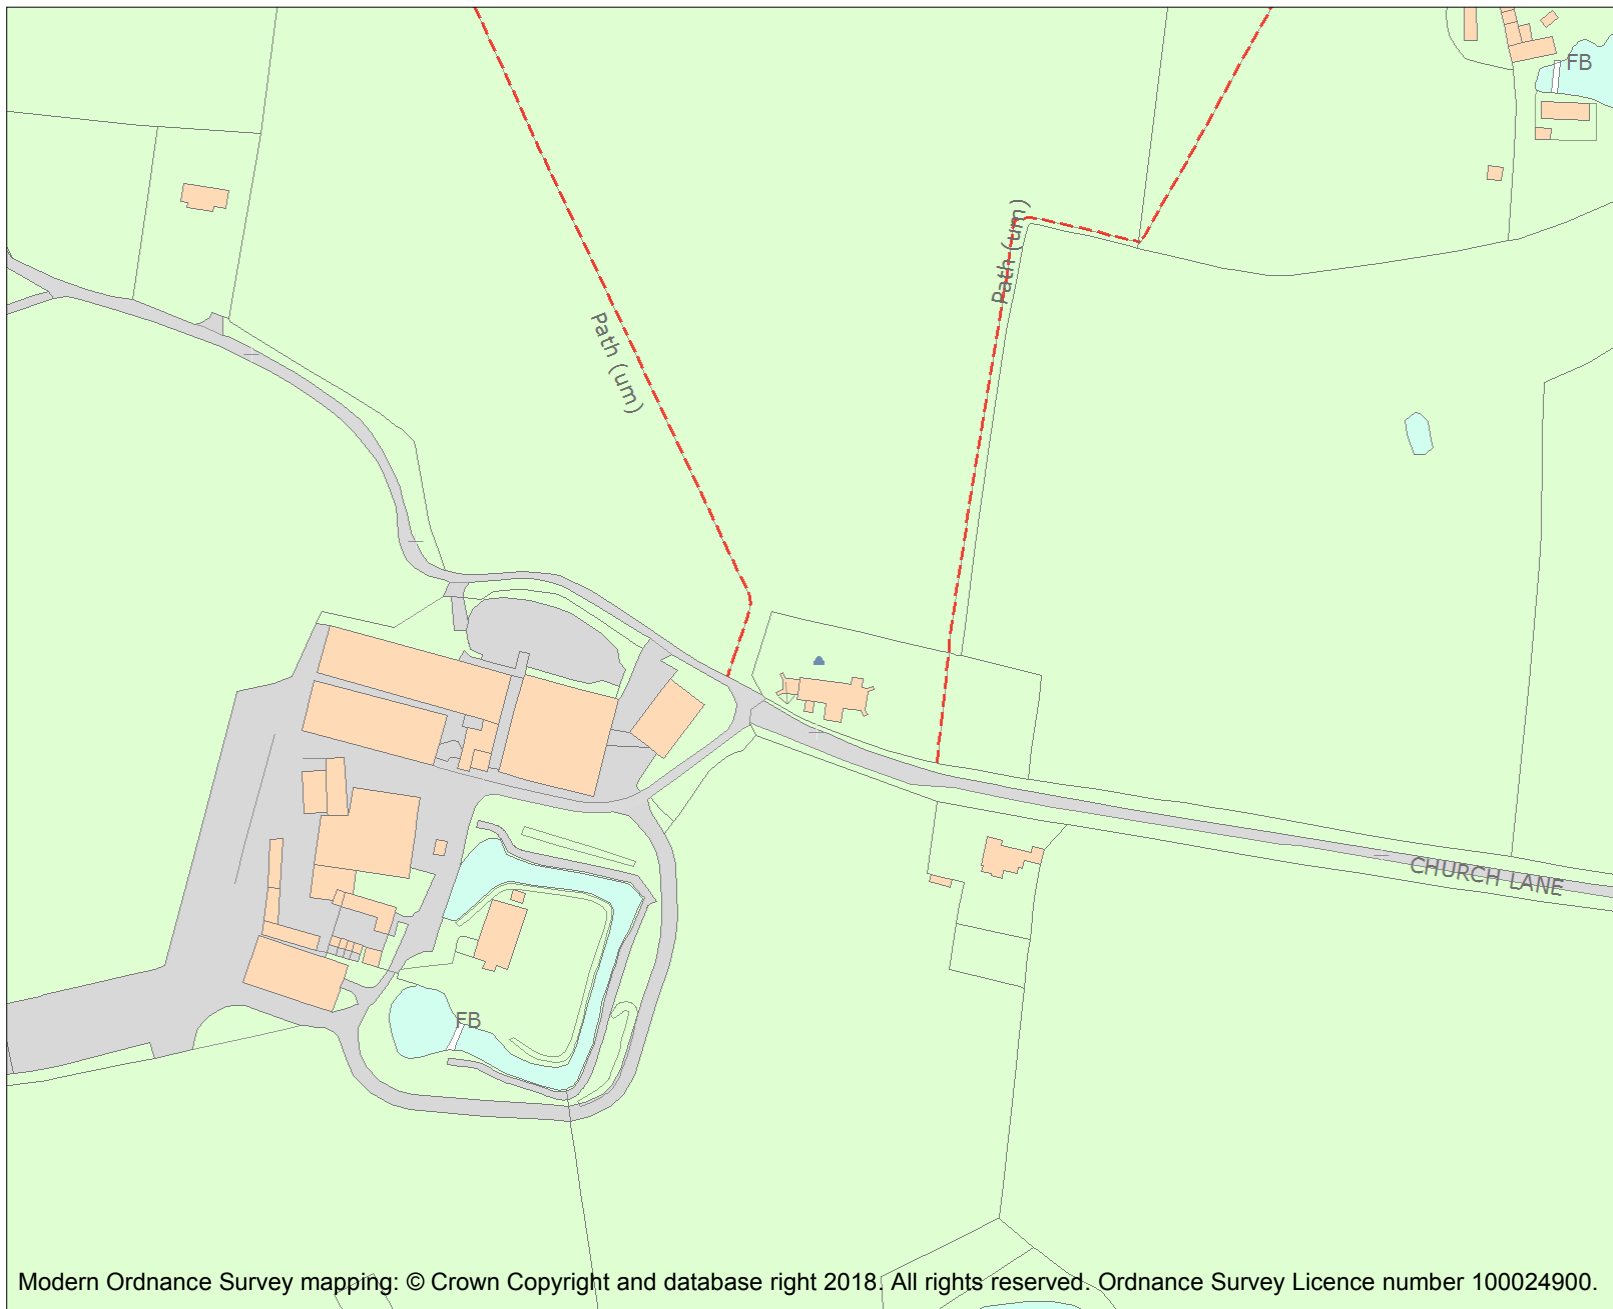 FB
Path (um)
Path (um)
CHURCH LANE
FB
Modern Ordnance Survey mapping: © Crown Copyright and database right 2018. All rights reserved. Ordnance Survey Licence number 100024900.